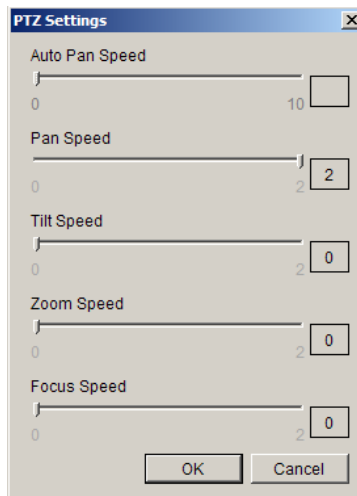 PTZ Settings
Auto Pan Speed
0 10
Pan Speed
2
0 2
Tilt Speed
0
0 2
Zoom Speed
0
0 2
Focus Speed
0
0 2
OK Cancel